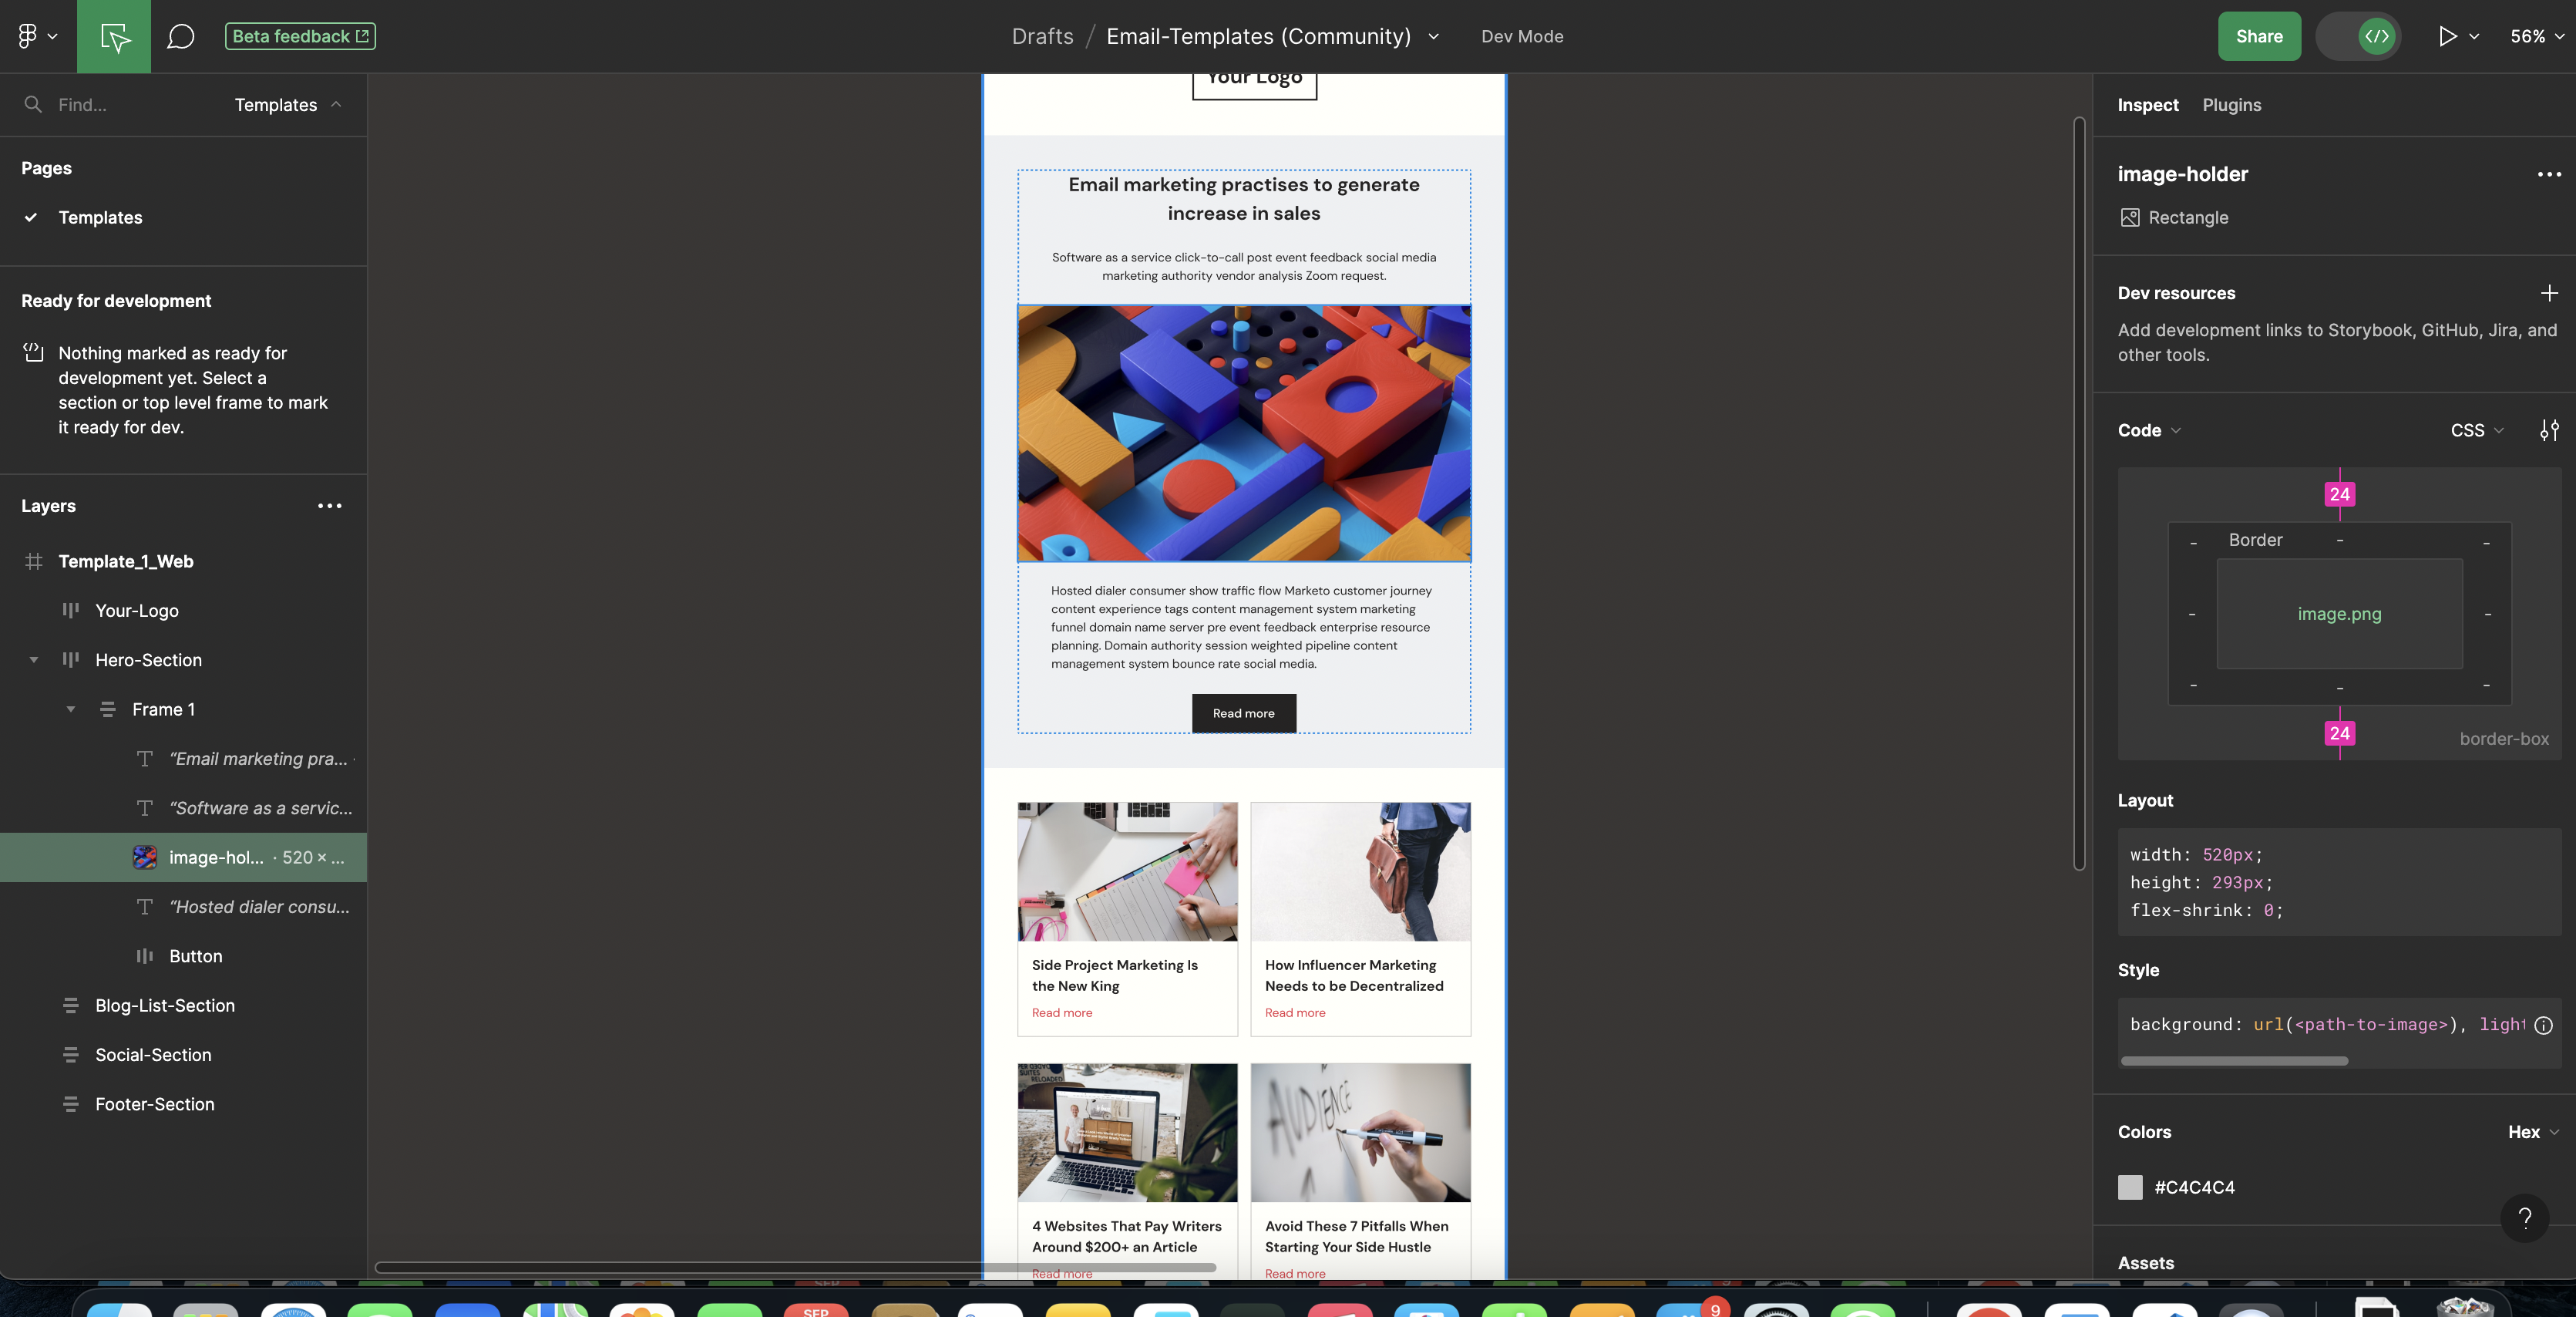 Beta feedback
Drafts / Email-Templates (Community)
Dev Mode
Share
56%
Find...
Templates
Pages
Templates
Ready for development
Nothing marked as ready for
development yet. Select a
section or top level frame to mark
it ready for dev.
Layers
Template_1_Web
Your-Logo
Hero-Section
Frame 1
“Email marketing pra...
“Software as a servic...
image-hol... · 520 × ...
“Hosted dialer consu...
Button
Blog-List-Section
Social-Section
Footer-Section
Your Logo
Email marketing practises to generate
increase in sales
Software as a service click-to-call post event feedback social media
marketing authority vendor analysis Zoom request.
Hosted dialer consumer show traffic flow Marketo customer journey
content experience tags content management system marketing
funnel domain name server pre event feedback enterprise resource
planning. Domain authority session weighted pipeline content
management system bounce rate social media.
Read more
Side Project Marketing Is
the New King
Read more
How Influencer Marketing
Needs to be Decentralized
Read more
AUDIENCE
4 Websites That Pay Writers
Around $200+ an Article
Read more
Avoid These 7 Pitfalls When
Starting Your Side Hustle
Read more
Inspect
Plugins
image-holder
Rectangle
Dev resources
Add development links to Storybook, GitHub, Jira, and
other tools.
Code
CSS
24
Border
-
-
-
-
image.png
-
-
-
-
24
border-box
Layout
width: 520px;
height: 293px;
flex-shrink: 0;
Style
background: url(<path-to-image>), light
Colors
Hex
#C4C4C4
?
Assets
SEP
9